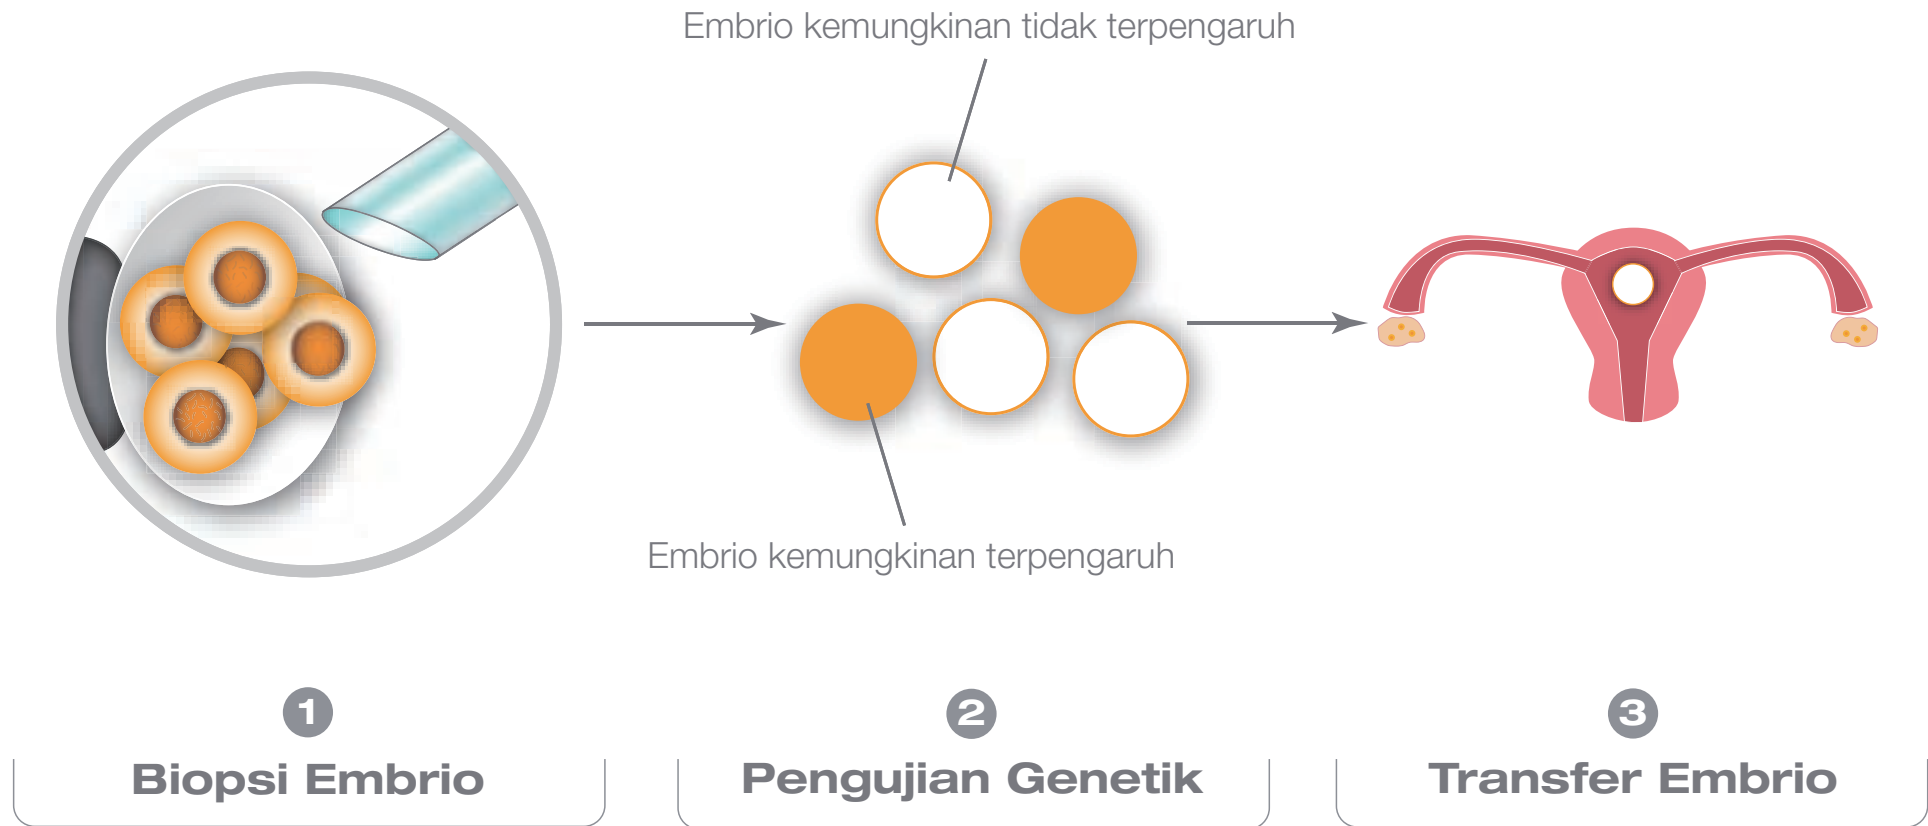 Embrio kemungkinan tidak terpengaruh
Embrio kemungkinan terpengaruh
1
Biopsi Embrio
2
Pengujian Genetik
3
Transfer Embrio